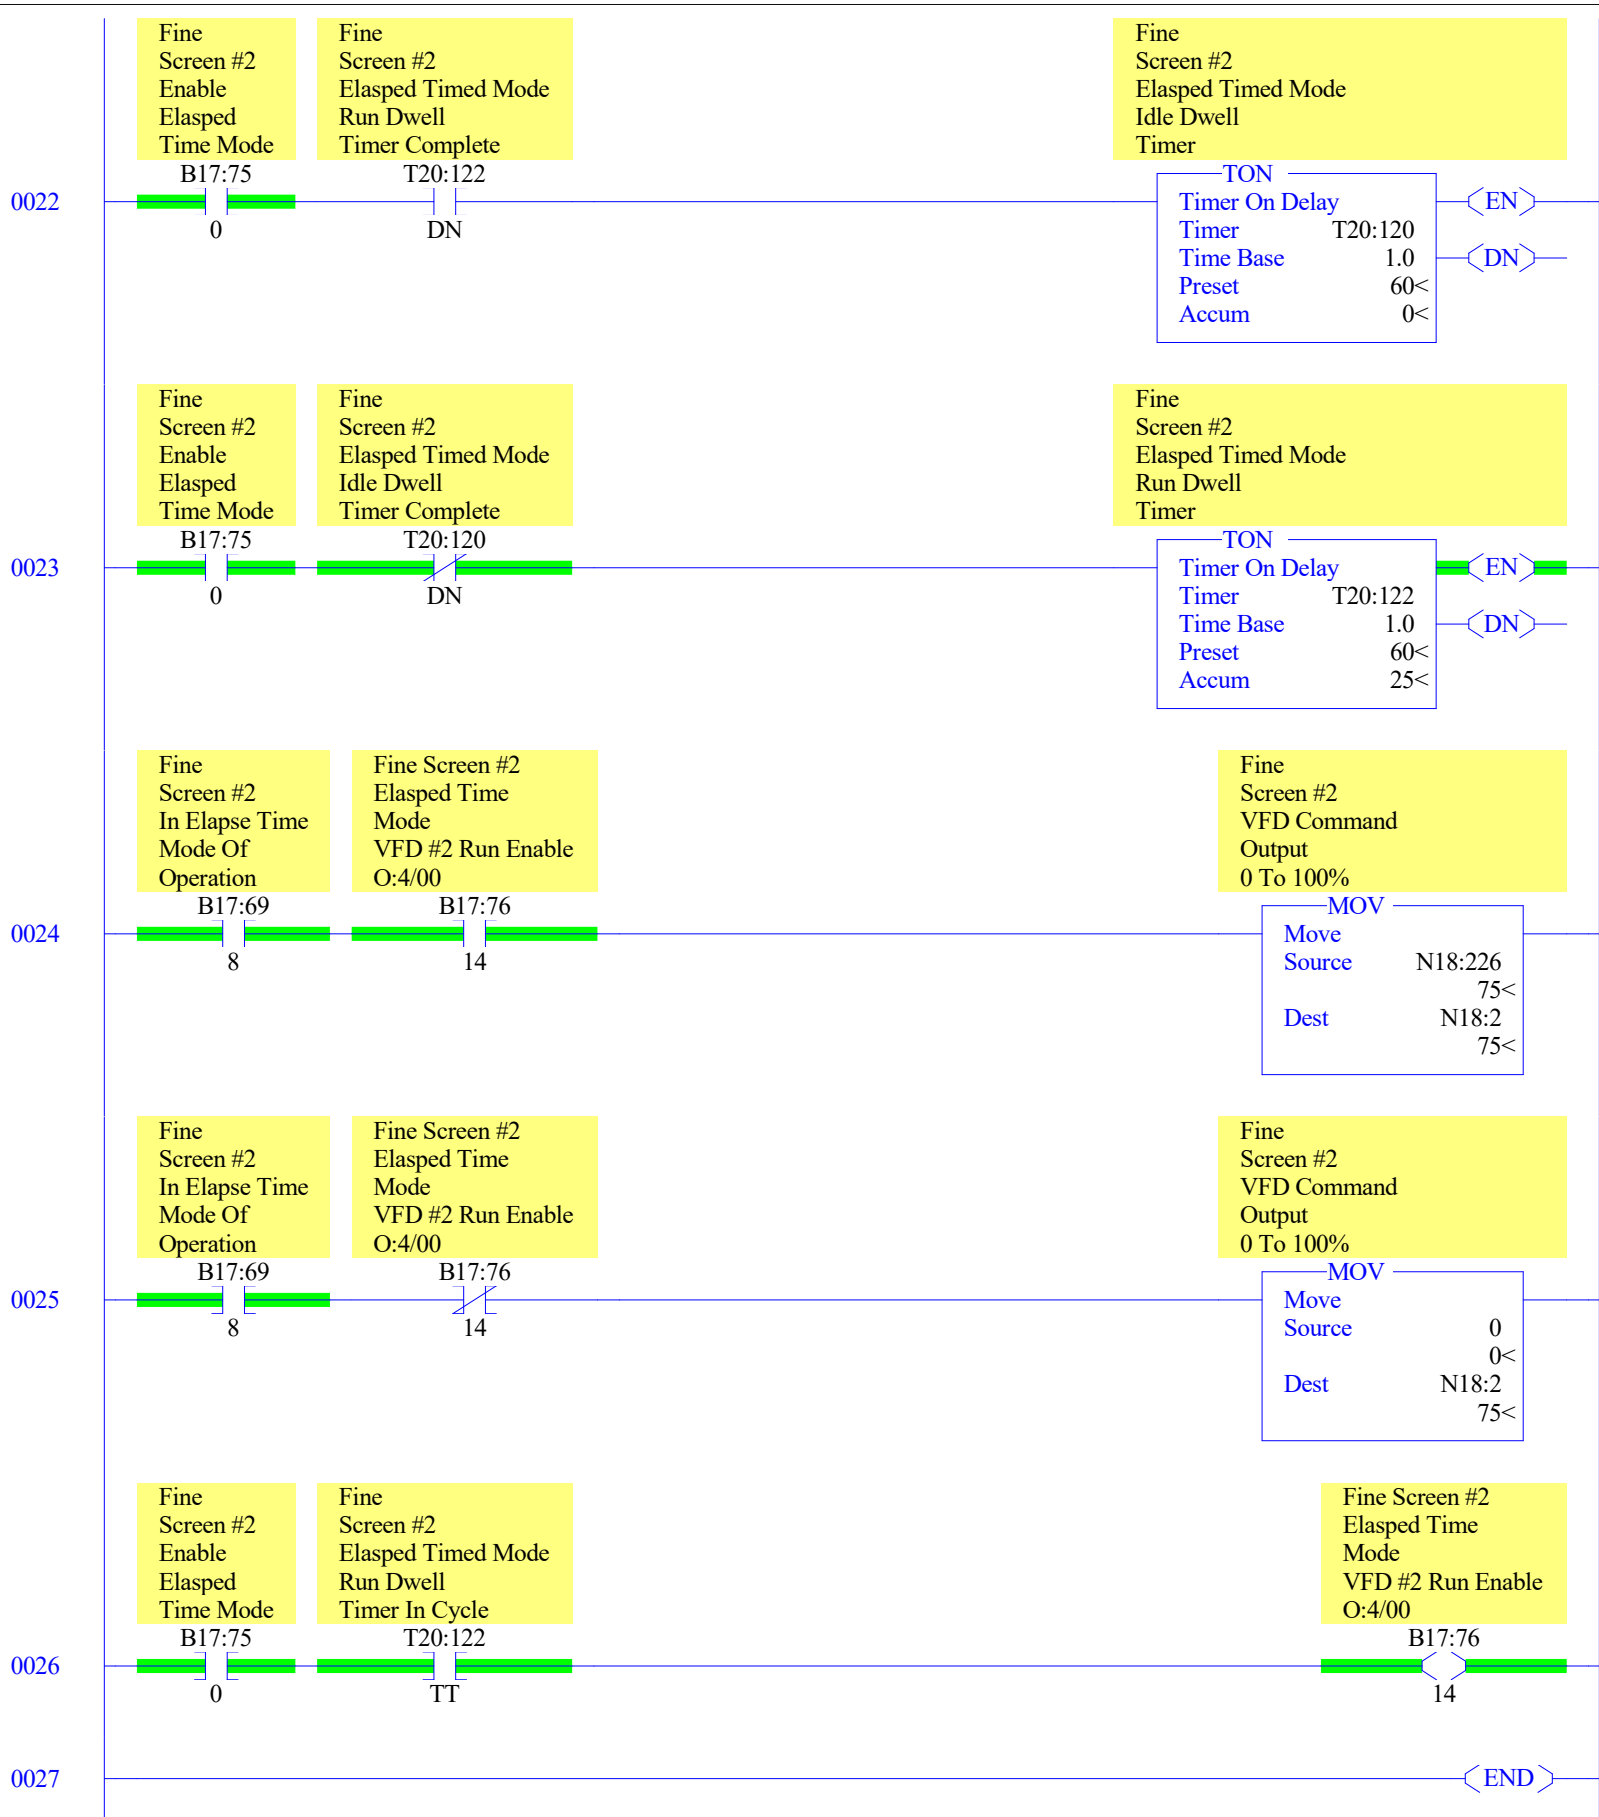 Fine
Screen #2
Enable
Elasped
Time Mode
B17:75
0
Fine
Screen #2
Elasped Timed Mode
Run Dwell
Timer Complete
T20:122
DN
Fine
Screen #2
Elasped Timed Mode
Idle Dwell
Timer
TON
Timer On Delay
Timer T20:120
Time Base 1.0
Preset 60<
Accum 0<
EN
DN
0022
Fine
Screen #2
Enable
Elasped
Time Mode
B17:75
0
Fine
Screen #2
Elasped Timed Mode
Idle Dwell
Timer Complete
T20:120
DN
Fine
Screen #2
Elasped Timed Mode
Run Dwell
Timer
TON
Timer On Delay
Timer T20:122
Time Base 1.0
Preset 60<
Accum 25<
EN
DN
0023
Fine
Screen #2
In Elapse Time
Mode Of
Operation
B17:69
8
Fine Screen #2
Elasped Time
Mode
VFD #2 Run Enable
O:4/00
B17:76
14
Fine
Screen #2
VFD Command
Output
0 To 100%
MOV
Move
Source N18:226
75<
Dest N18:2
75<
0024
Fine
Screen #2
In Elapse Time
Mode Of
Operation
B17:69
8
Fine Screen #2
Elasped Time
Mode
VFD #2 Run Enable
O:4/00
B17:76
14
Fine
Screen #2
VFD Command
Output
0 To 100%
MOV
Move
Source 0
0<
Dest N18:2
75<
0025
Fine
Screen #2
Enable
Elasped
Time Mode
B17:75
0
Fine
Screen #2
Elasped Timed Mode
Run Dwell
Timer In Cycle
T20:122
TT
Fine Screen #2
Elasped Time
Mode
VFD #2 Run Enable
O:4/00
B17:76
14
0026
0027
END